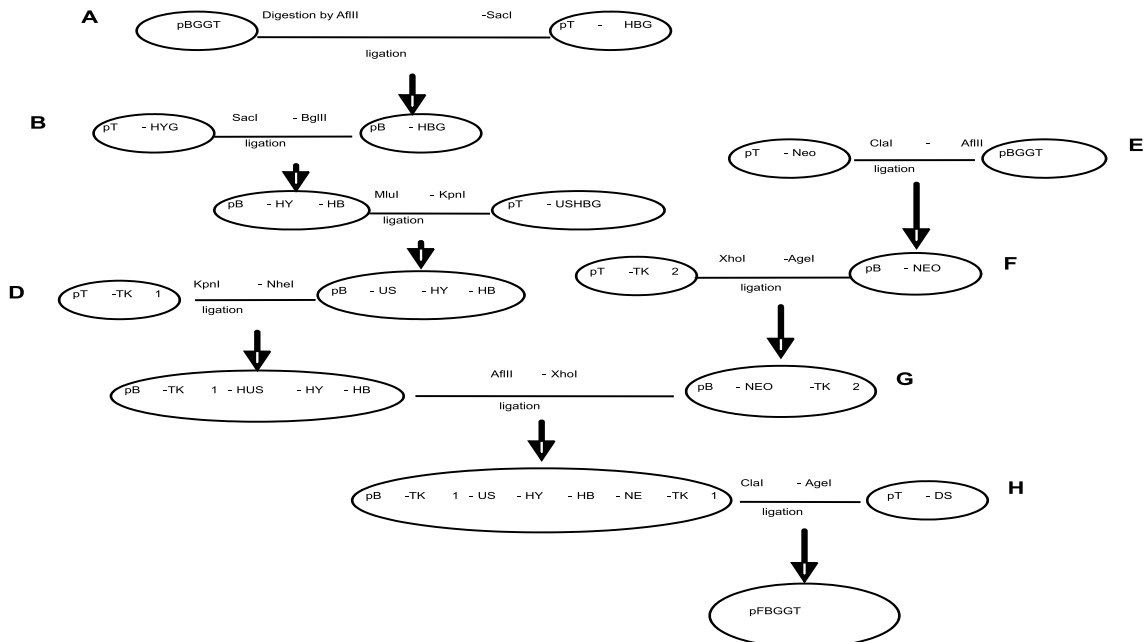 A pBGGT Digestion by AflII -SacI pT - HBG
ligation
B pT - HYG SacI - BglII pB - HBG
ligation
pT - Neo ClaI - AflII pBGGT E
ligation
pB - HY - HB MluI - KpnI pT - USHBG
ligation
pT -TK 2 XhoI -AgeI pB - NEO F
ligation
D pT -TK 1 KpnI - NheI pB - US - HY - HB
ligation
pB -TK 1 - HUS - HY - HB AflII - XhoI pB - NEO -TK 2 G
ligation
pB -TK 1 - US - HY - HB - NE -TK 1 ClaI - AgeI pT - DS H
ligation
pFBGGT